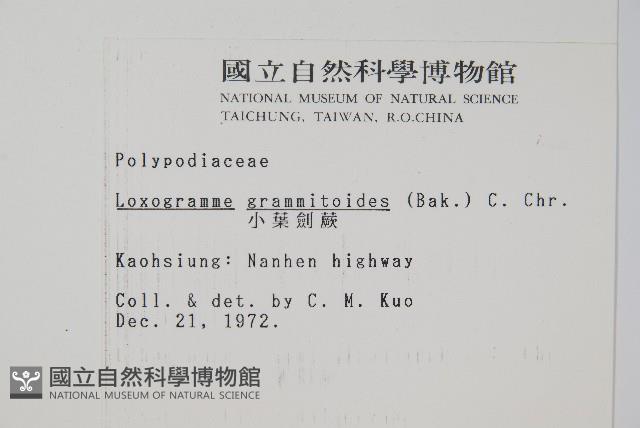 國立自然科學博物館
NATIONAL MUSEUM OF NATURAL SCIENCE
TAICHUNG, TAIWAN, R.O.CHINA
Polypodiaceae
Loxogramme grammitoides (Bak.) C. Chr.
小葉劍蕨
Kaohsiung: Nanhen highway
Coll. & det. by C. M. Kuo
Dec. 21, 1972.
國立自然科學博物館
NATIONAL MUSEUM OF NATURAL SCIENCE